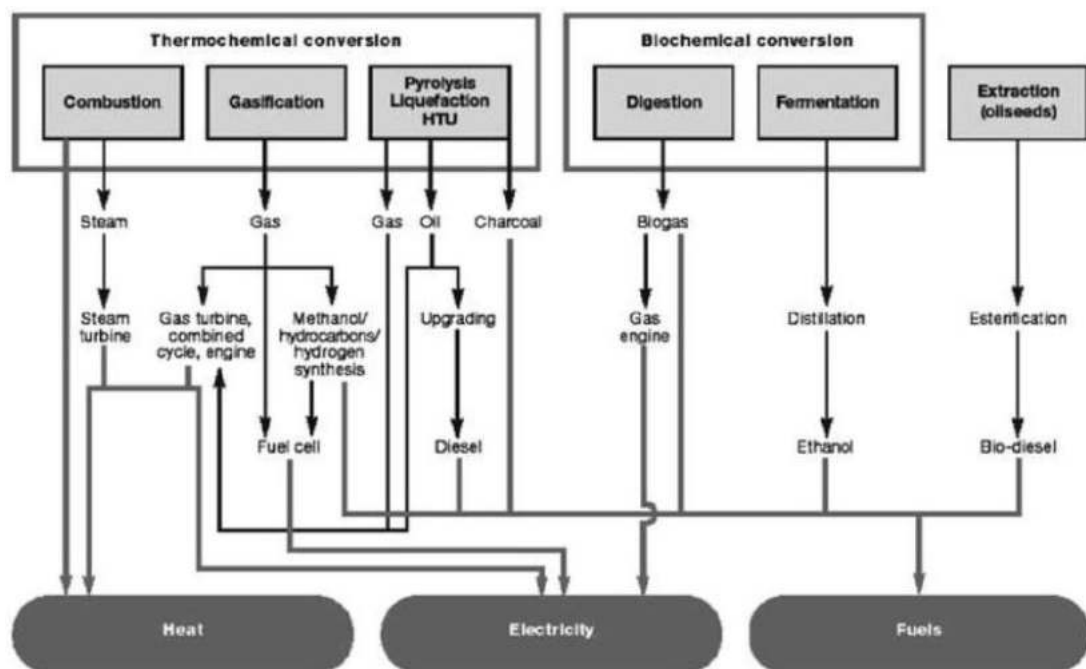 Thermochemical conversion
Biochemical conversion
Combustion
Gasification
Pyrolysis
Liquefaction
HTU
Digestion
Fermentation
Extraction
(oilseeds)
Steam
Gas
Gas
Oil
Charcoal
Biogas
Steam
turbine
Gas turbine,
combined
cycle, engine
Methanol/
hydrocarbons/
hydrogen
synthesis
Upgrading
Gas
engine
Distillation
Esterification
Fuel cell
Diesel
Ethanol
Bio-diesel
Heat
Electricity
Fuels